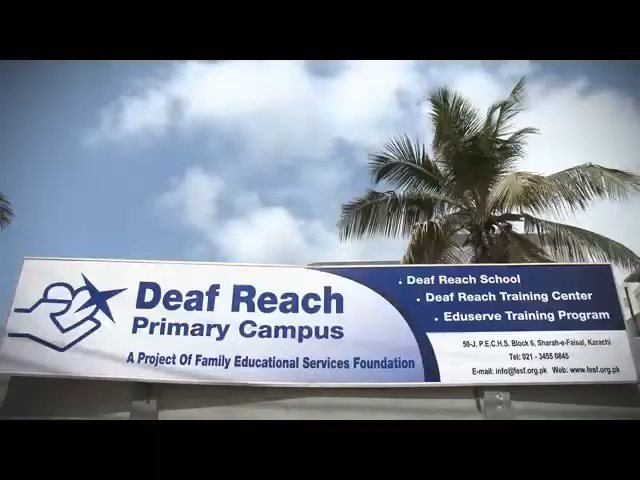 Deaf Reach
Primary Campus
A Project Of Family Educational Services Foundation
. Deaf Reach School
. Deaf Reach Training Center
. Eduserve Training Program
50-J, P.E.C.H.S. Block 6, Sharah-e-Faisal, Karachi
Tel: 021 - 3455 0845
E-mail: info@fesf.org.pk Web: www.fesf.org.pk